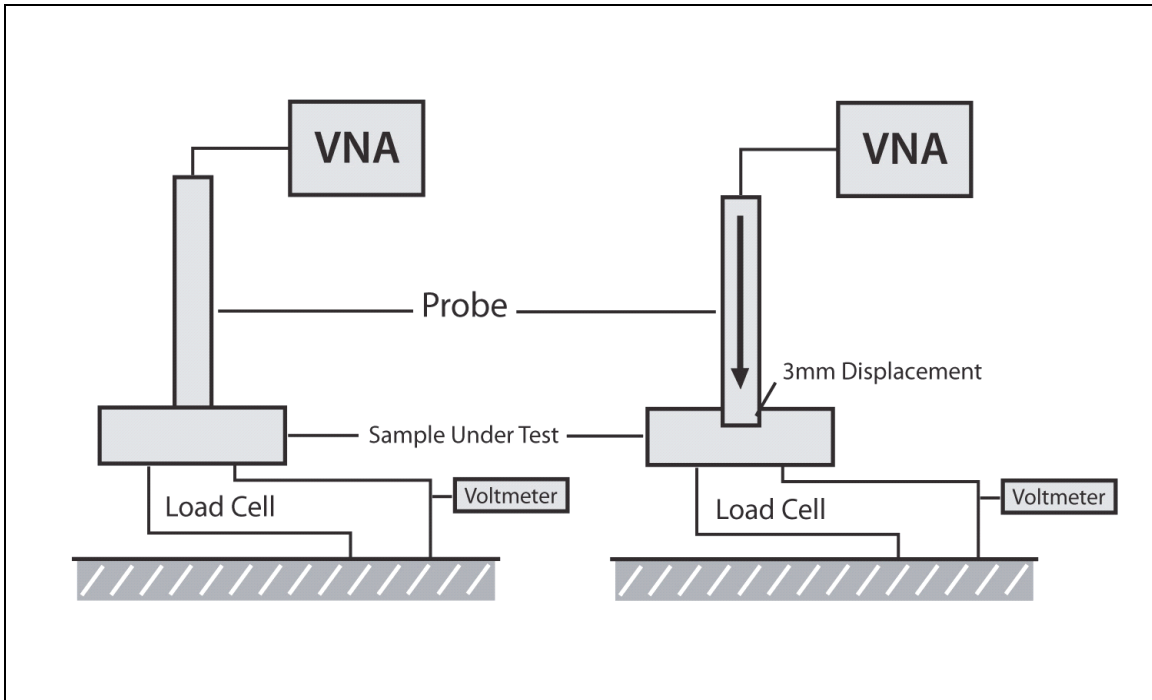 VNA
VNA
Probe
3mm Displacement
Sample Under Test
Load Cell
Voltmeter
Load Cell
Voltmeter